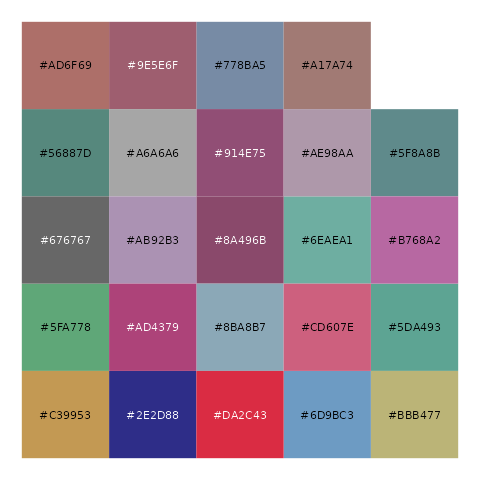 #AD6F69 #9E5E6F #778BA5 #A17A74
#56887D #A6A6A6 #914E75 #AE98AA #5F8A8B
#676767 #AB92B3 #8A496B #6EAEA1 #B768A2
#5FA778 #AD4379 #8BA8B7 #CD607E #5DA493
#C39953 #2E2D88 #DA2C43 #6D9BC3 #BBB477